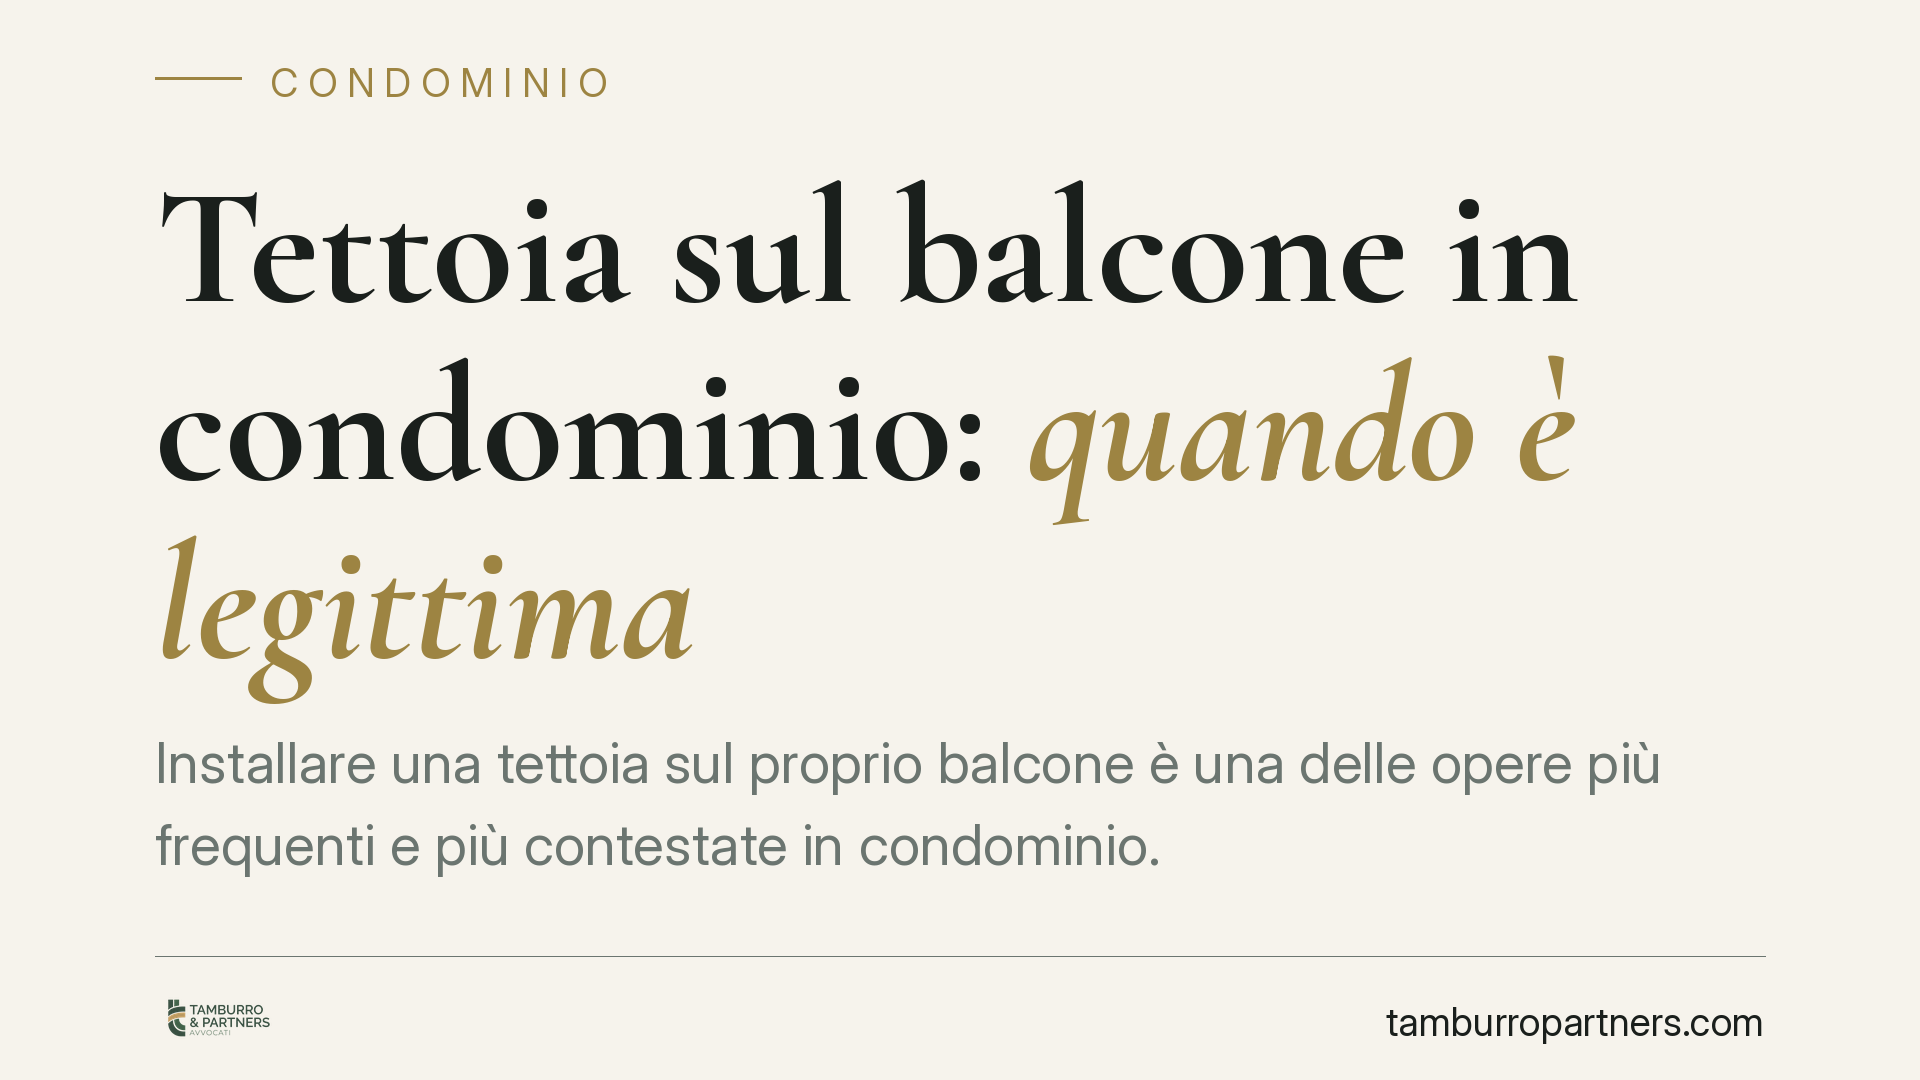 CONDOMINIO
Tettoia sul balcone in
condominio: quando è
legittima
Installare una tettoia sul proprio balcone è una delle opere più
frequenti e più contestate in condominio.
TAMBURRO
& PARTNERS
AVVOCATI
tamburropartners.com